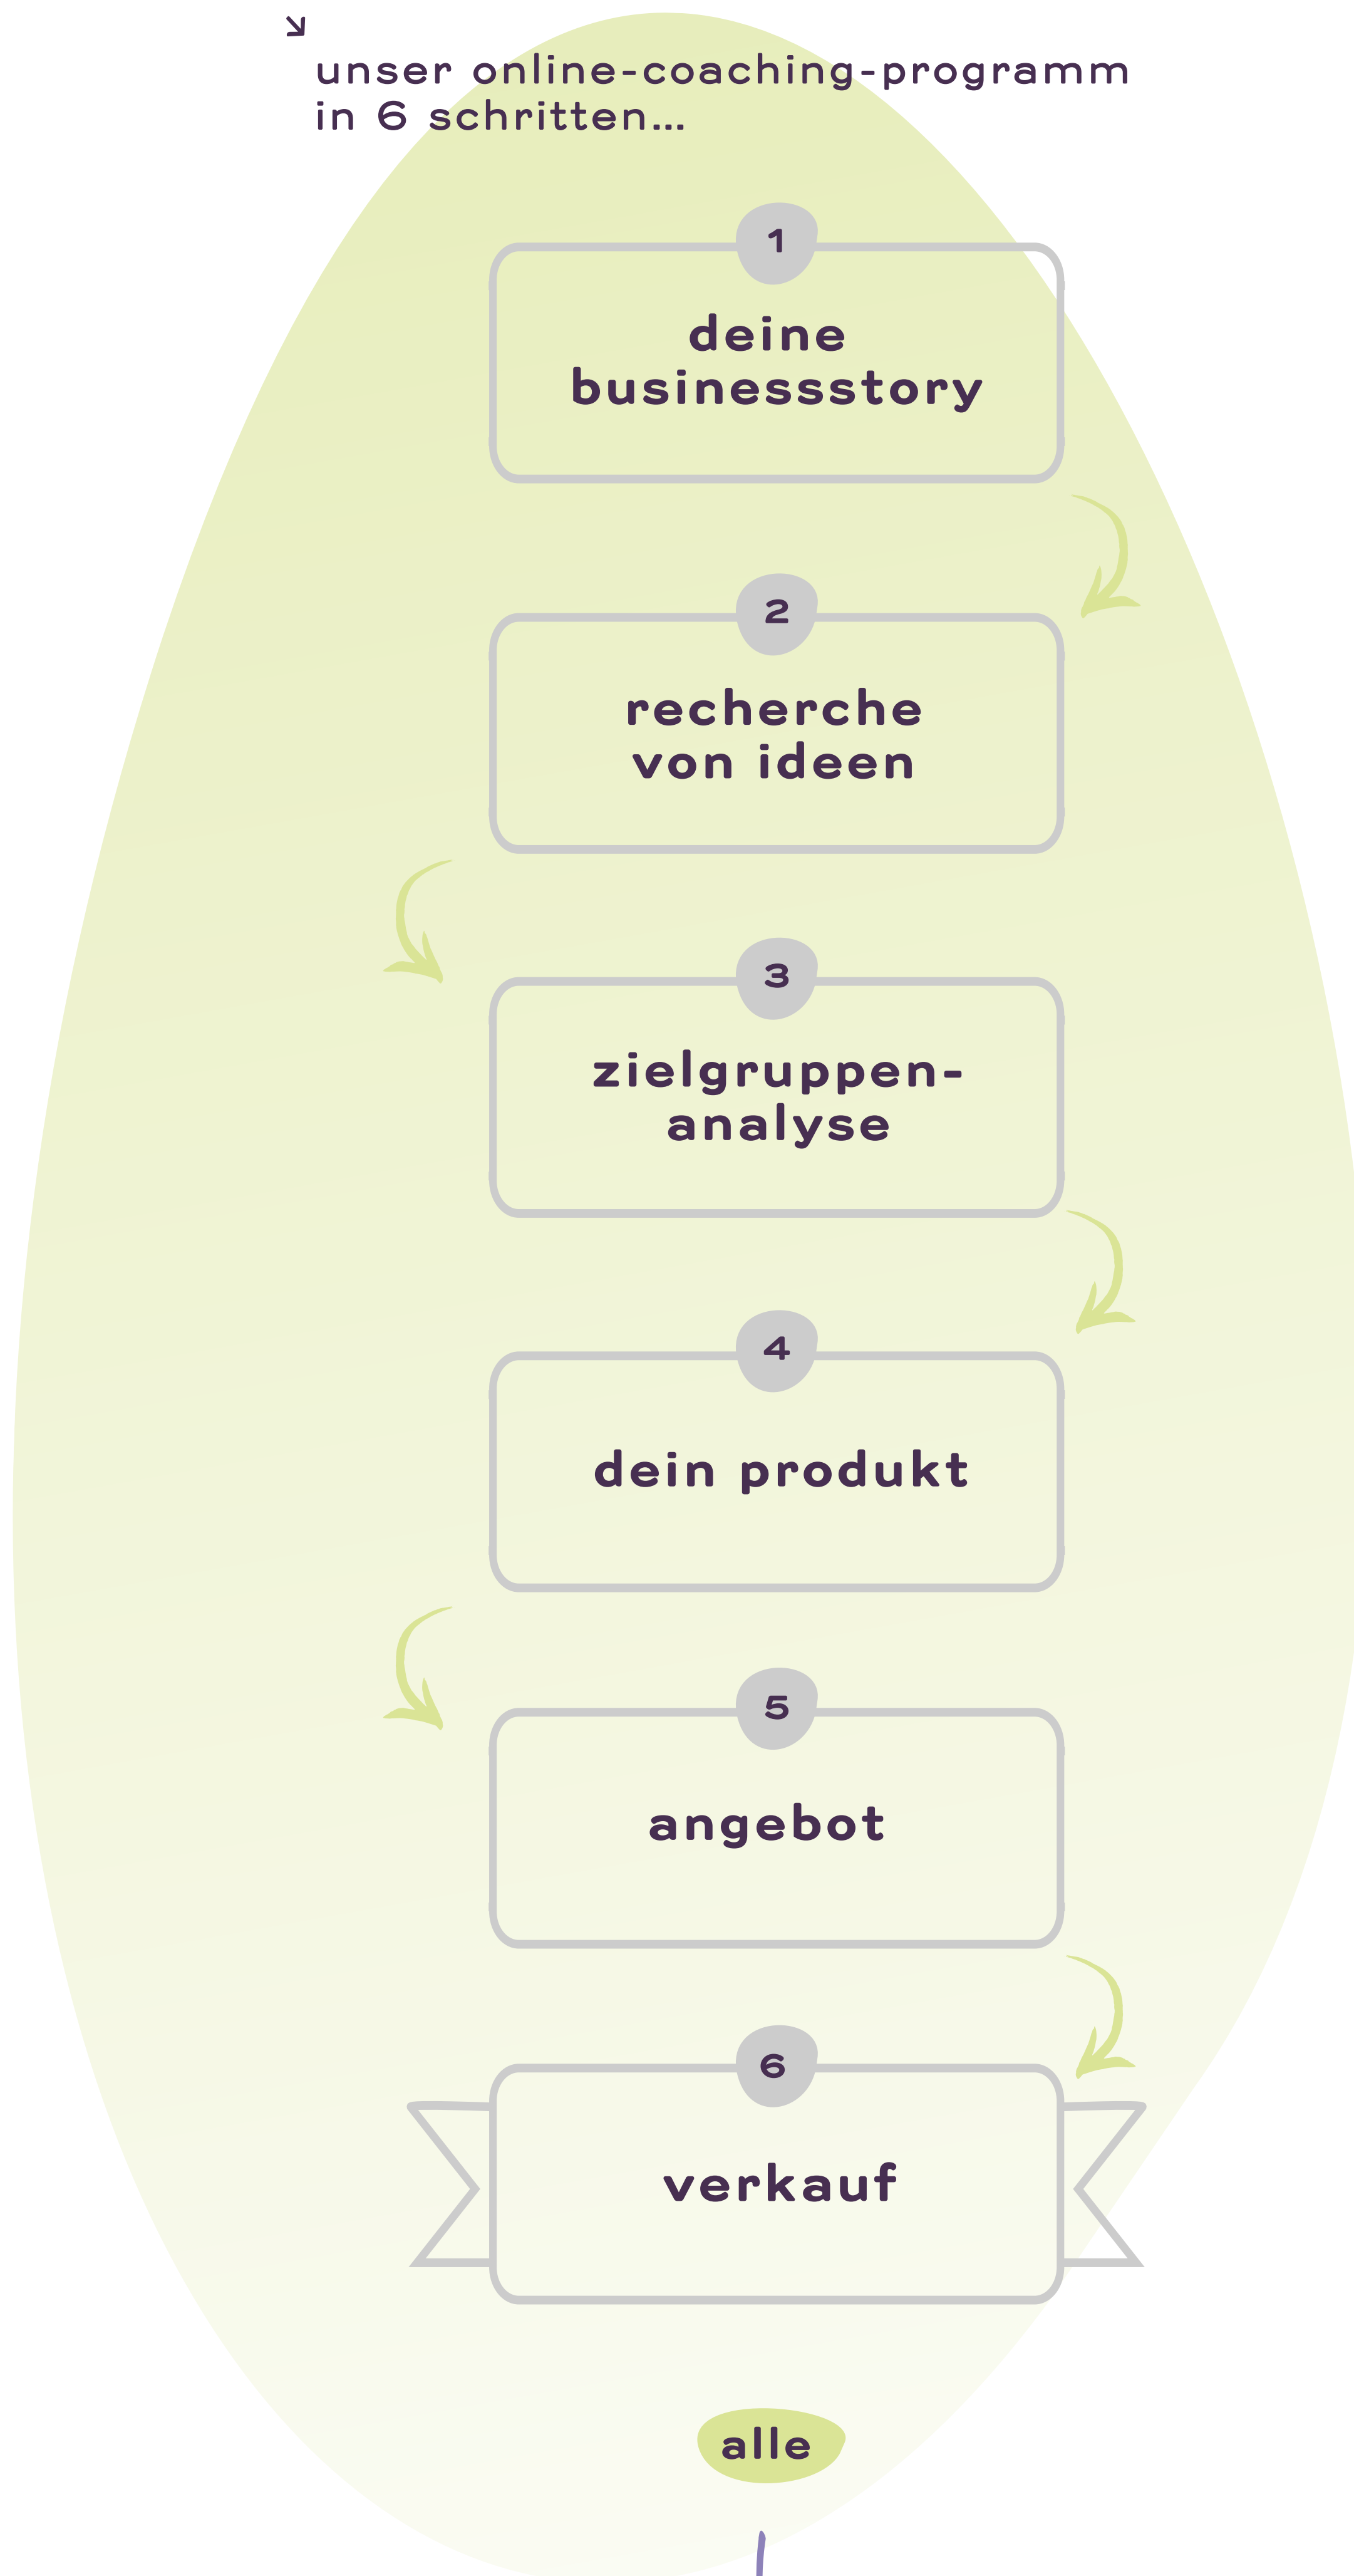 unser online-coaching-programm
in 6 schritten...
1
deine
businessstory
2
recherche
von ideen
3
zielgruppen-
analyse
4
dein produkt
5
angebot
6
verkauf
alle